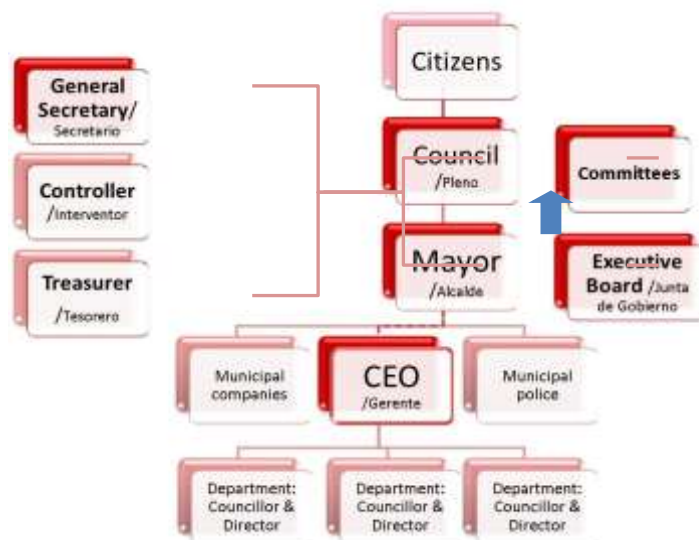 Citizens
General
Secretary/
Secretario
Council
/Pleno
Committees
Controller
/Interventor
Mayor
/Alcalde
Executive
Board /Junta
de Gobierno
Treasurer
/Tesorero
Municipal
companies
CEO
/Gerente
Municipal
police
Department:
Councillor &
Director
Department:
Councillor &
Director
Department:
Councillor &
Director